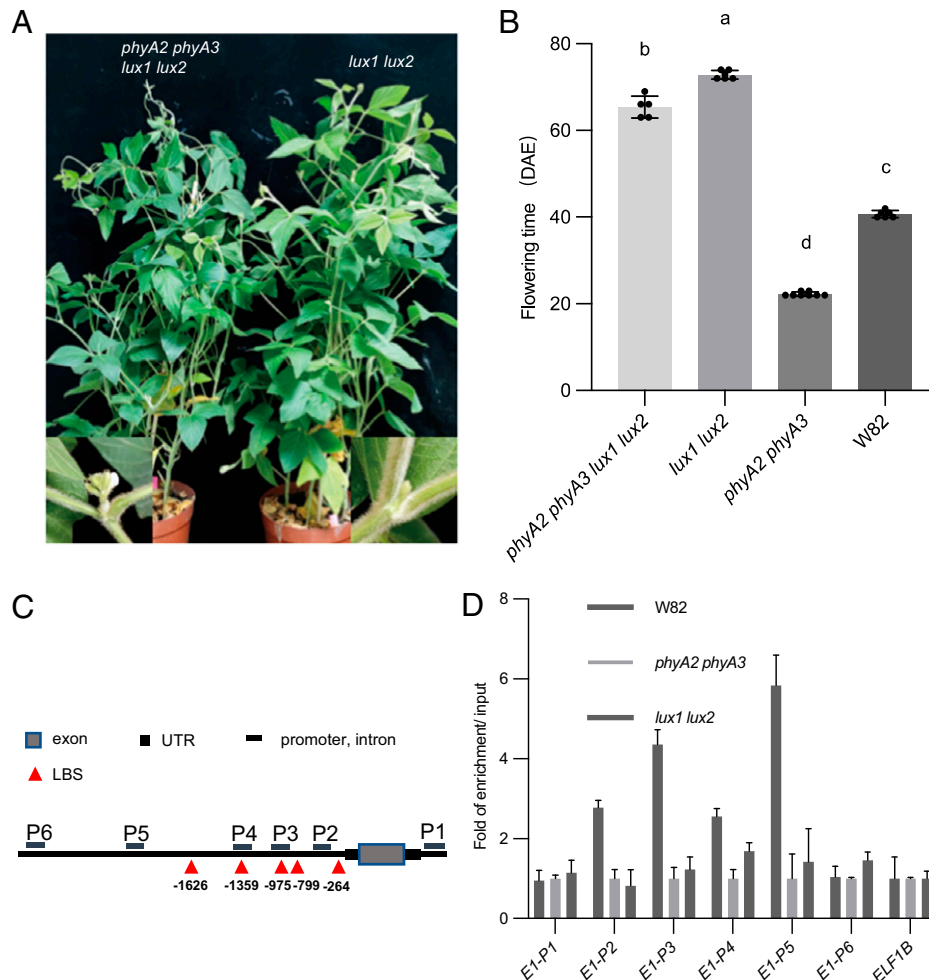 A
phyA2 phyA3
lux1 lux2
lux1 lux2
B
Flowering time (DAE)
80
60
40
20
0
b
a
d
c
phyA2 phyA3 lux1 lux2
lux1 lux2
phyA2 phyA3
W82
C
exon
UTR
promoter, intron
LBS
P6
P5
P4
P3
P2
P1
-1626
-1359
-975
-799
-264
D
Fold of enrichment/ input
8
6
4
2
0
W82
phyA2 phyA3
lux1 lux2
E1-P1
E1-P2
E1-P3
E1-P4
E1-P5
E1-P6
ELF1B